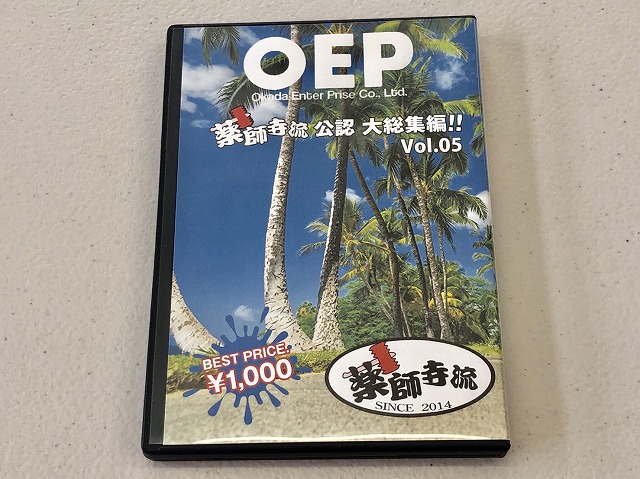 OEP
Okada Enter Prise Co., Ltd.
薬師寺流 公認 大総集編!!
Vol.05
BEST PRICE.
¥1,000
薬師寺流
SINCE 2014